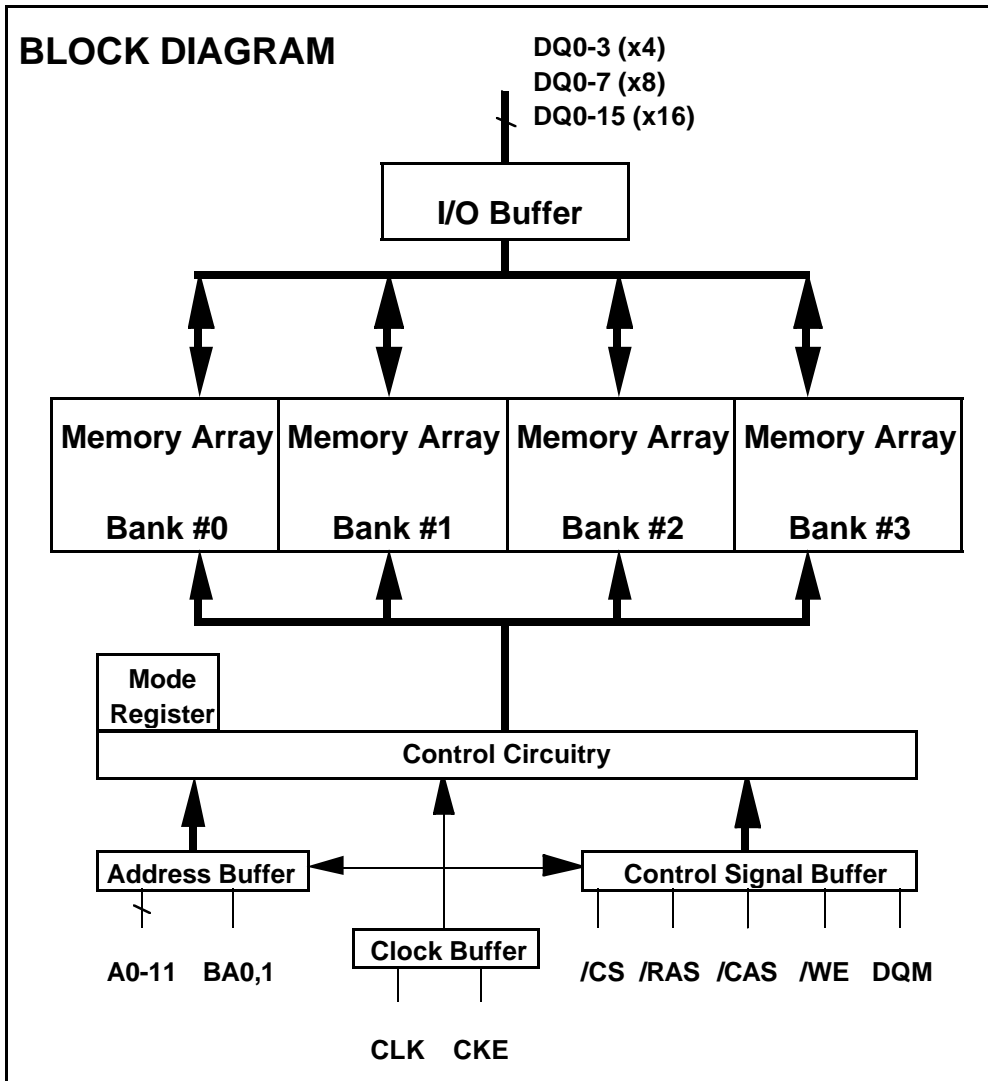 BLOCK DIAGRAM
DQ0-3 (x4)
DQ0-7 (x8)
DQ0-15 (x16)
I/O Buffer
Memory Array Memory Array Memory Array Memory Array
Bank #0 Bank #1 Bank #2 Bank #3
Mode
Register
Control Circuitry
Address Buffer Control Signal Buffer
Clock Buffer
A0-11 BA0,1 /CS /RAS /CAS /WE DQM
CLK CKE